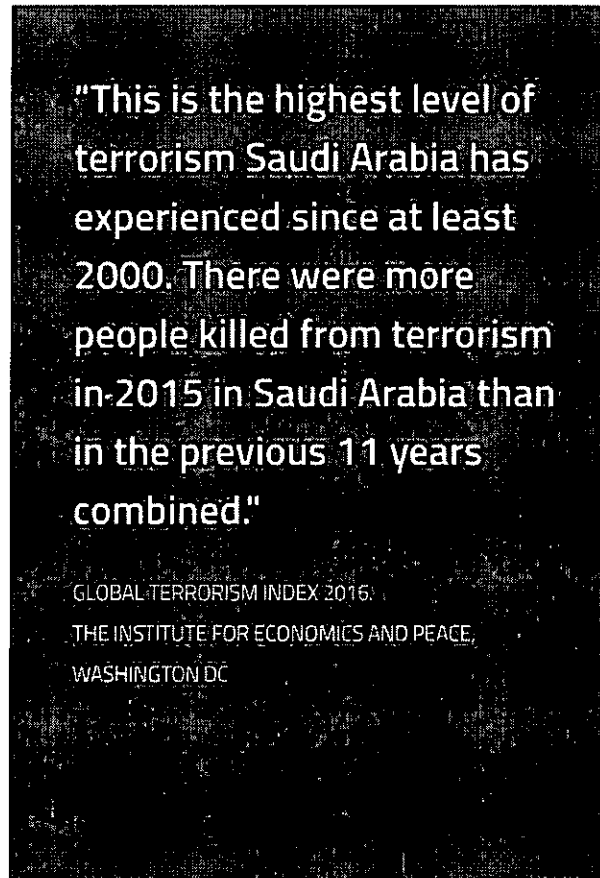 "This is the highest level of
terrorism Saudi Arabia has
experienced since at least
2000. There were more
people killed from terrorism
in 2015 in Saudi Arabia than
in the previous 11 years
combined."
GLOBAL TERRORISM INDEX 2016.
THE INSTITUTE FOR ECONOMICS AND PEACE,
WASHINGTON DC